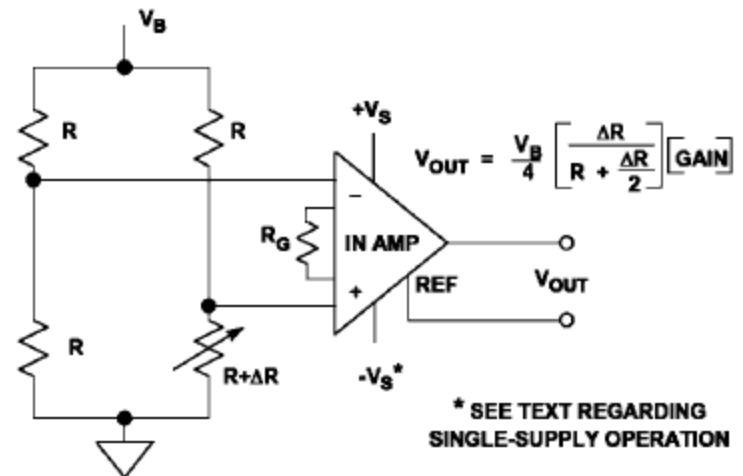 VB
R
R
+VS
VOUT = VB/4 [ΔR / (R + ΔR/2)] [GAIN]
−
RG
IN AMP
+
REF
VOUT
R
R+ΔR
-VS*
* SEE TEXT REGARDING
SINGLE-SUPPLY OPERATION